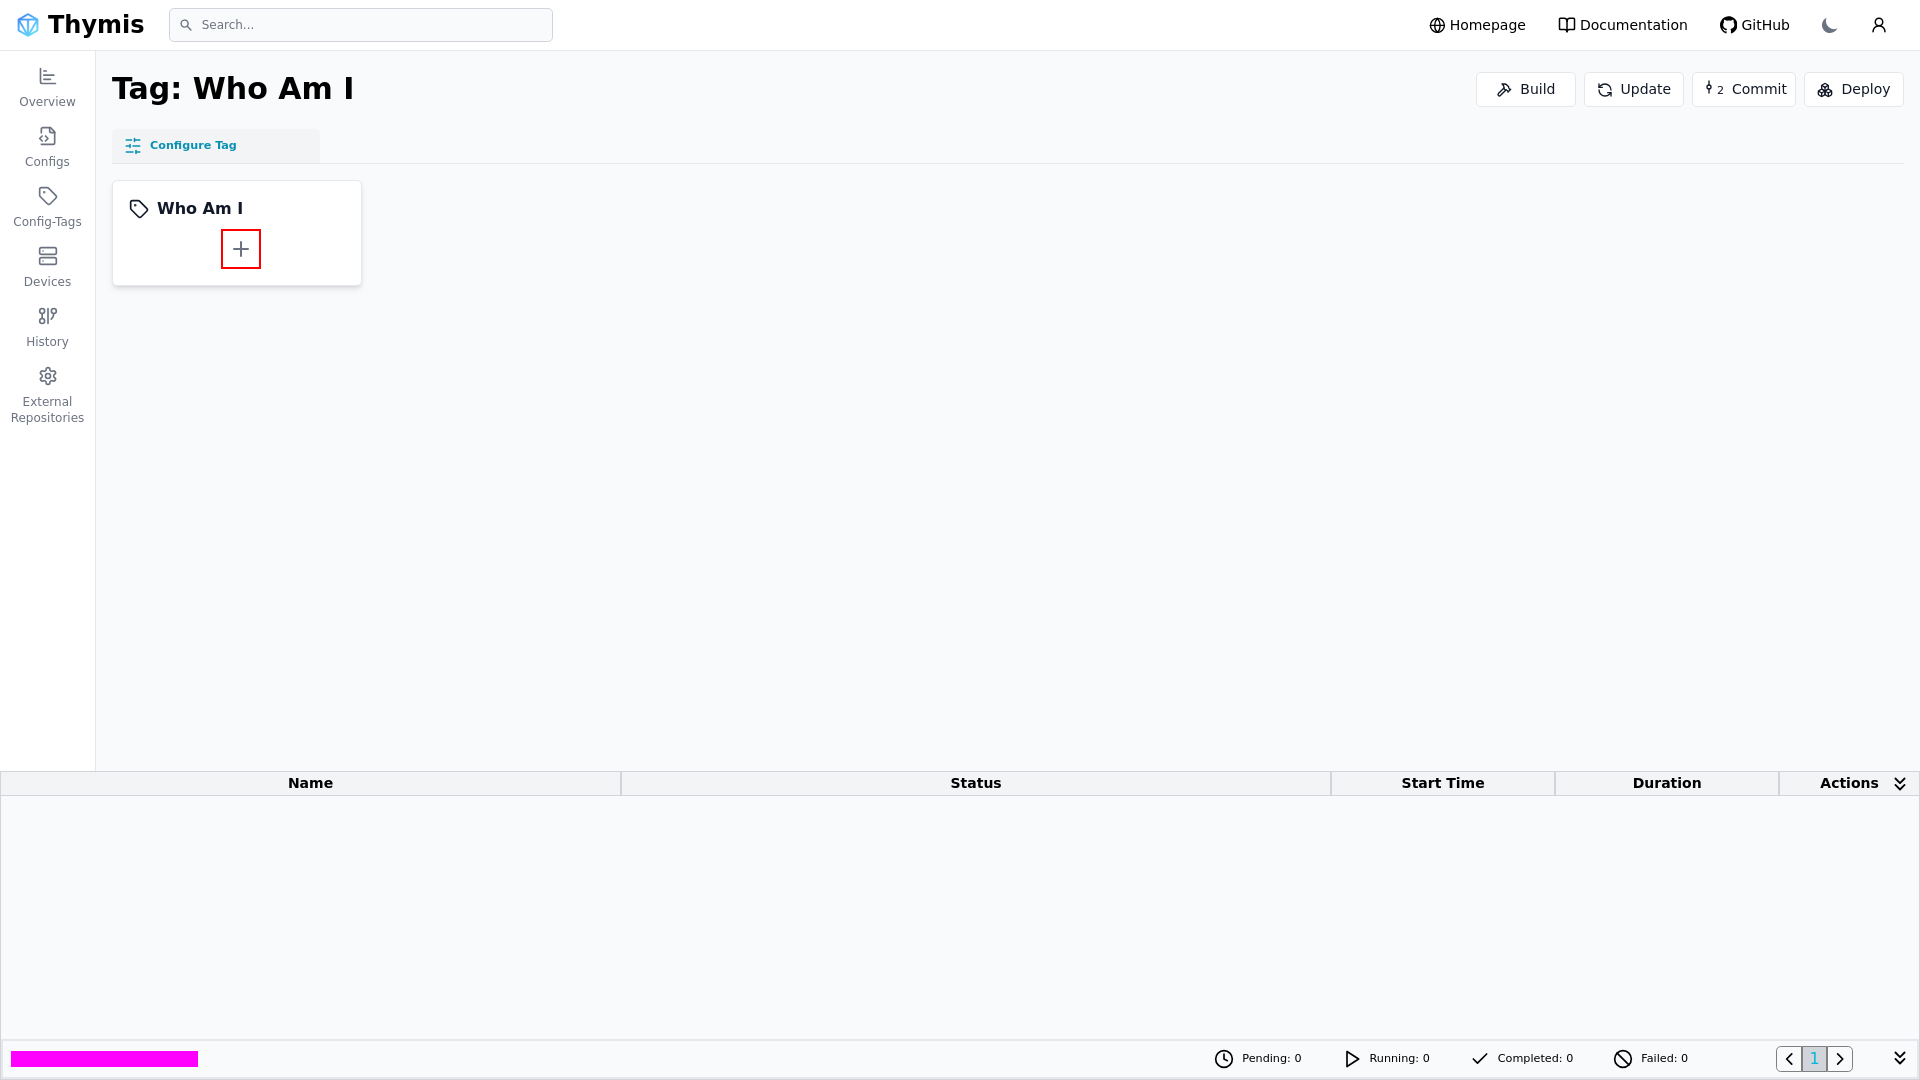 Thymis
Search...
Homepage
Documentation
GitHub
Overview
Configs
Config-Tags
Devices
History
External
Repositories
Tag: Who Am I
Build
Update
2 Commit
Deploy
Configure Tag
Who Am I
Name
Status
Start Time
Duration
Actions
Pending: 0
Running: 0
Completed: 0
Failed: 0
1